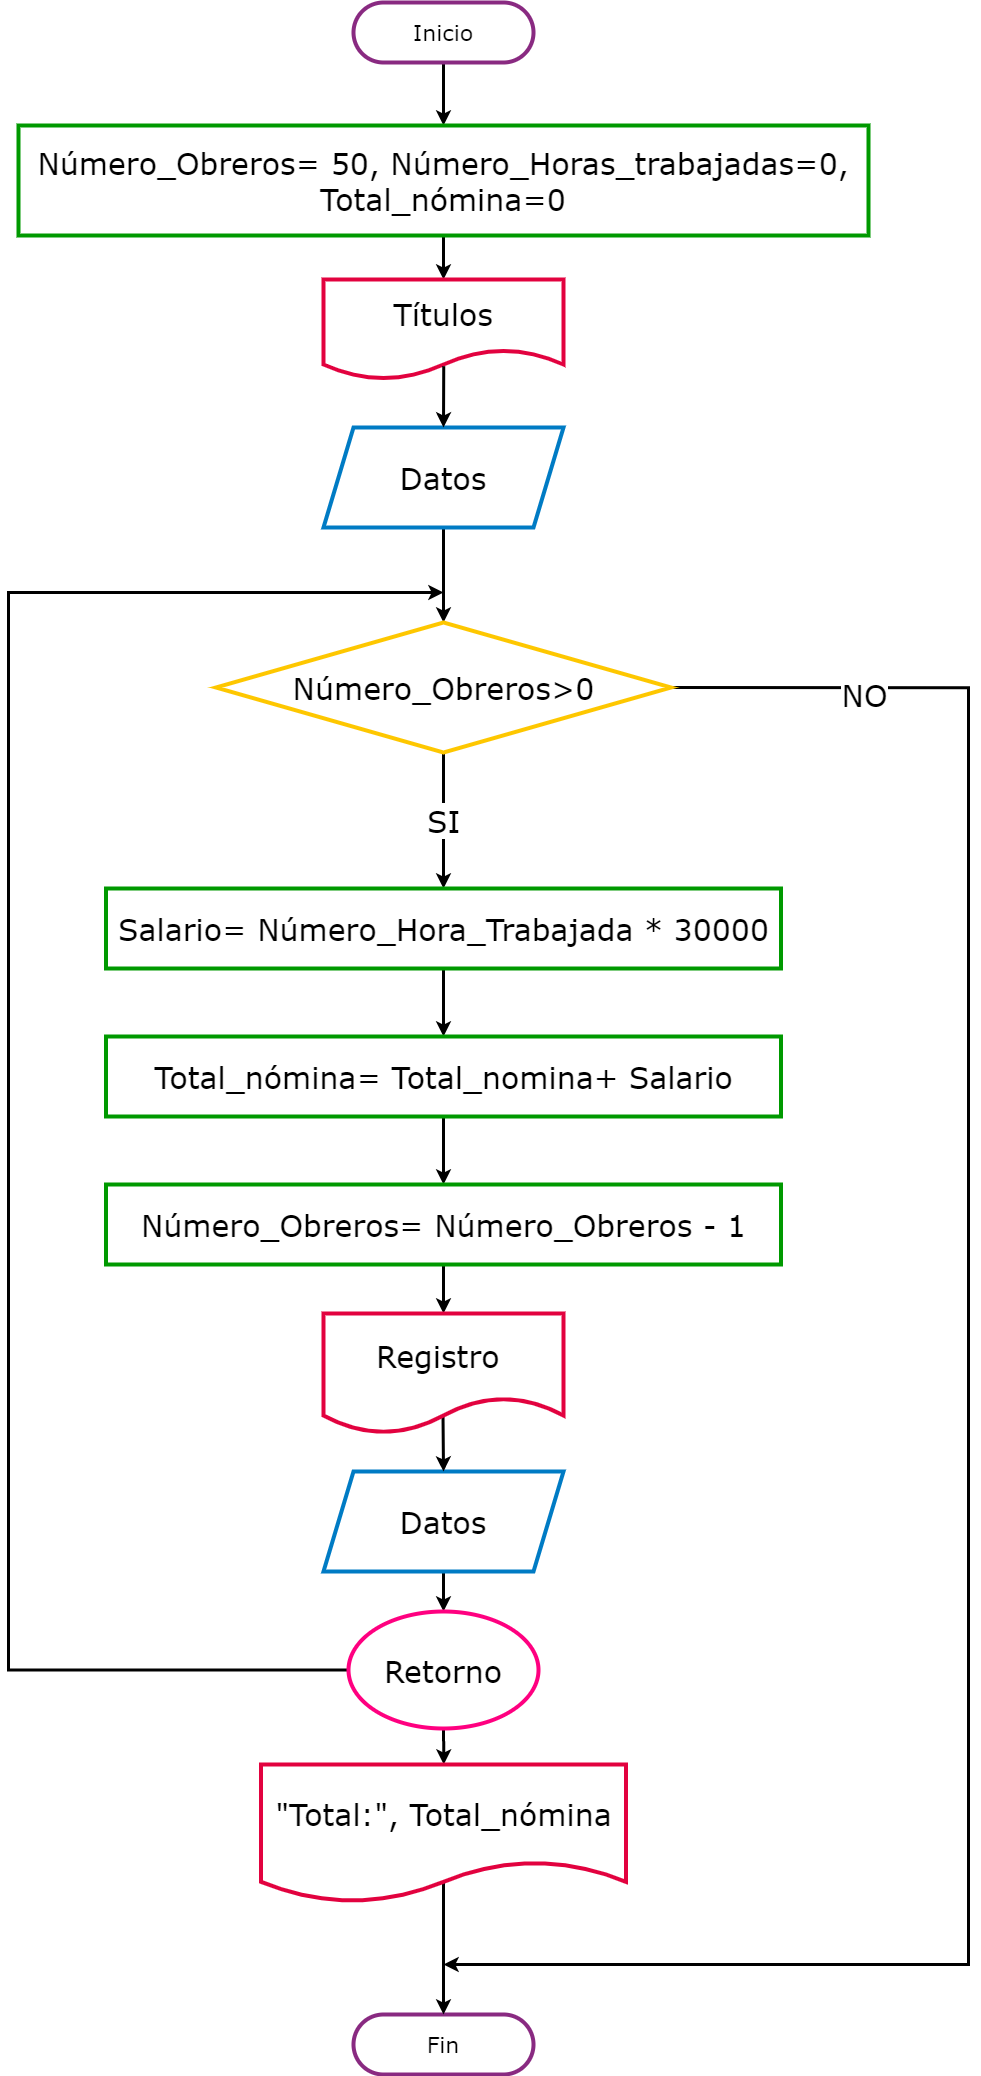 Inicio
Número_Obreros= 50, Número_Horas_trabajadas=0,
Total_nómina=0
Títulos
Datos
Número_Obreros>0
NO
SI
Salario= Número_Hora_Trabajada * 30000
Total_nómina= Total_nomina+ Salario
Número_Obreros= Número_Obreros - 1
Registro
Datos
Retorno
"Total:", Total_nómina
Fin